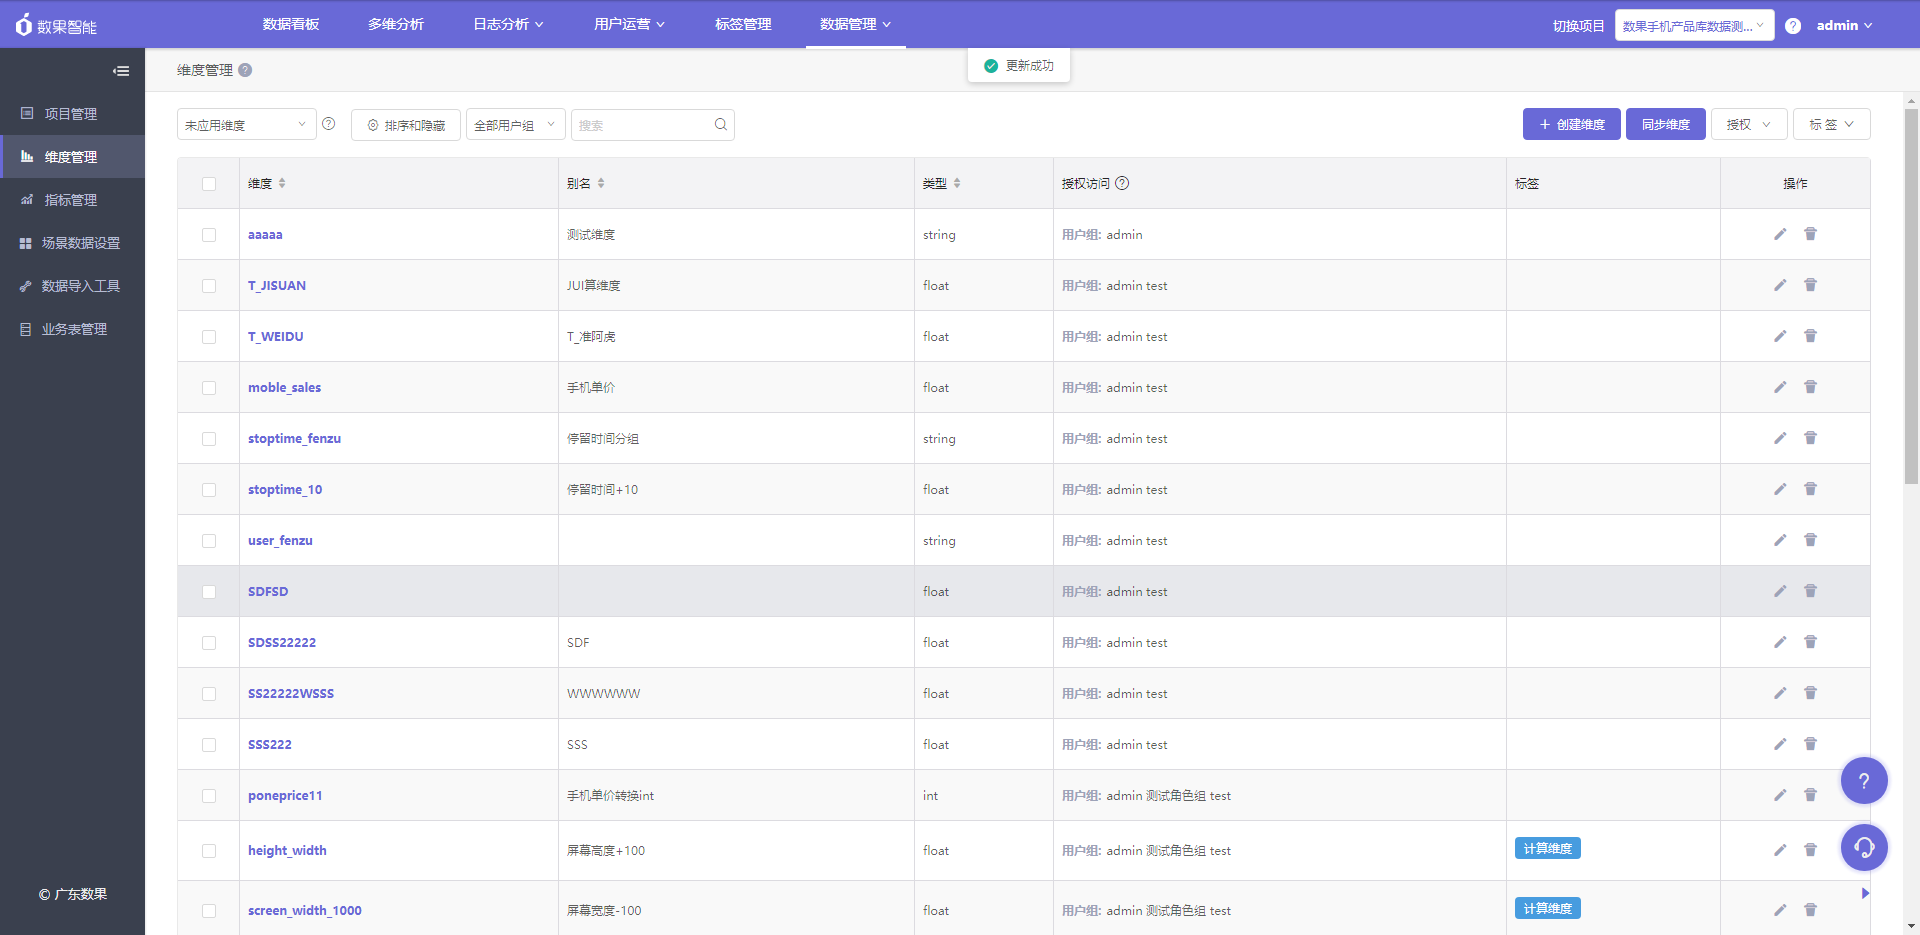 数果智能
数据看板
多维分析
日志分析
用户运营
标签管理
数据管理
切换项目
数果手机产品库数据测...
?
admin
更新成功
项目管理
维度管理
指标管理
场景数据设置
数据导入工具
业务表管理
© 广东数果
维度管理 ?
未应用维度 ?
排序和隐藏
全部用户组
搜索
+ 创建维度
同步维度
授权
标 签
维度 别名 类型 授权访问 ? 标签 操作
aaaaa 测试维度 string 用户组: admin
T_JISUAN JUI算维度 float 用户组: admin test
T_WEIDU T_准阿虎 float 用户组: admin test
moble_sales 手机单价 float 用户组: admin test
stoptime_fenzu 停留时间分组 string 用户组: admin test
stoptime_10 停留时间+10 float 用户组: admin test
user_fenzu string 用户组: admin test
SDFSD float 用户组: admin test
SDSS22222 SDF float 用户组: admin test
SS22222WSSS WWWWWW float 用户组: admin test
SSS222 SSS float 用户组: admin test
poneprice11 手机单价转换int int 用户组: admin 测试角色组 test
height_width 屏幕高度+100 float 用户组: admin 测试角色组 test 计算维度
screen_width_1000 屏幕宽度-100 float 用户组: admin 测试角色组 test 计算维度
?